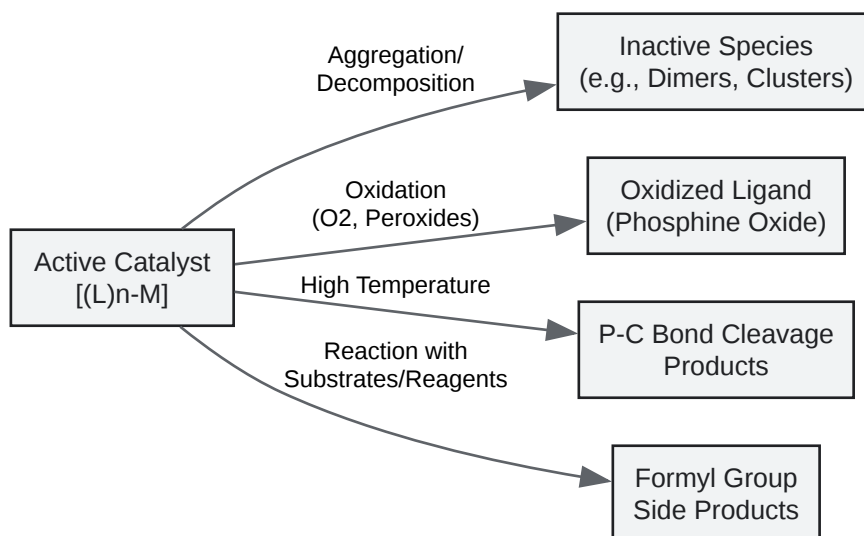 Aggregation/
Decomposition
Inactive Species
(e.g., Dimers, Clusters)
Oxidation
(O2, Peroxides)
Oxidized Ligand
(Phosphine Oxide)
Active Catalyst
[(L)n-M]
High Temperature
P-C Bond Cleavage
Products
Reaction with
Substrates/Reagents
Formyl Group
Side Products